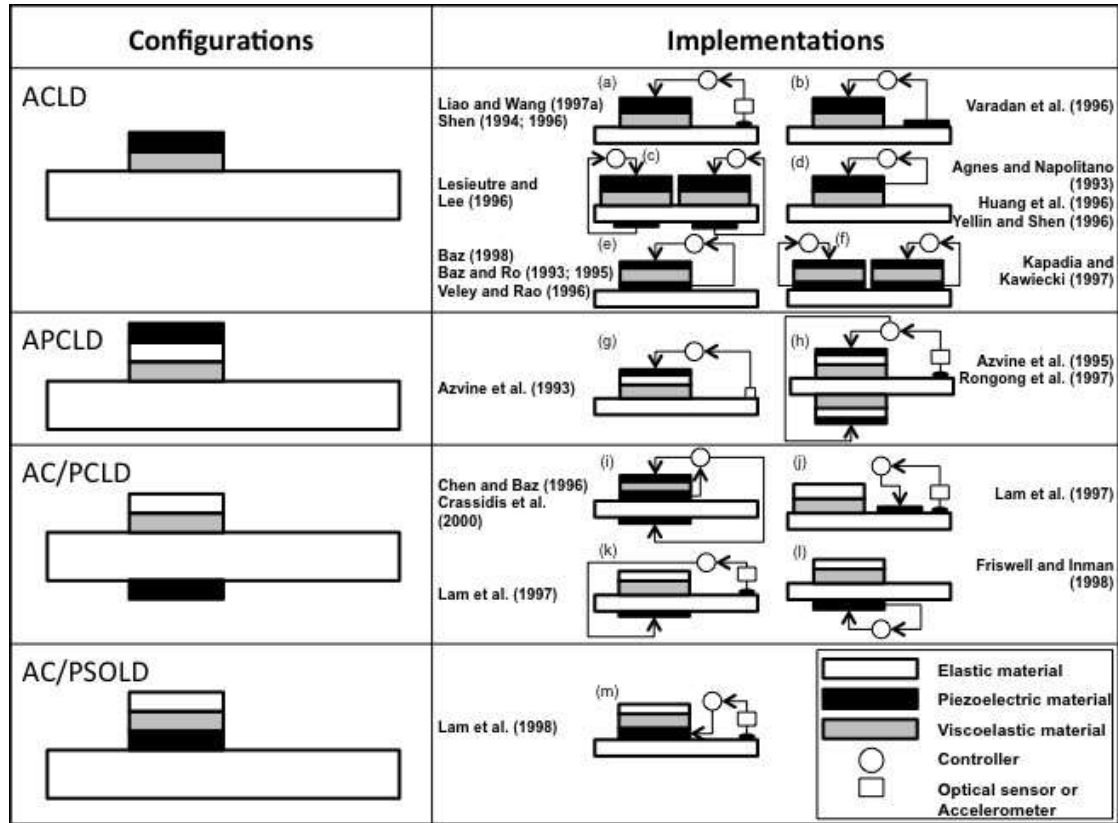 Configurations
Implementations
ACLD
(a)
Liao and Wang (1997a)
Shen (1994; 1996)
(b)
Varadan et al. (1996)
(c)
Lesieutre and
Lee (1996)
(d)
Agnes and Napolitano
(1993)
Huang et al. (1996)
Yellin and Shen (1996)
(e)
Baz (1998)
Baz and Ro (1993; 1995)
Veley and Rao (1996)
(f)
Kapadia and
Kawiecki (1997)
APCLD
(g)
Azvine et al. (1993)
(h)
Azvine et al. (1995)
Rongong et al. (1997)
AC/PCLD
(i)
Chen and Baz (1996)
Crassidis et al.
(2000)
(j)
Lam et al. (1997)
(k)
Lam et al. (1997)
(l)
Friswell and Inman
(1998)
AC/PSOLD
(m)
Lam et al. (1998)
Elastic material
Piezoelectric material
Viscoelastic material
Controller
Optical sensor or
Accelerometer